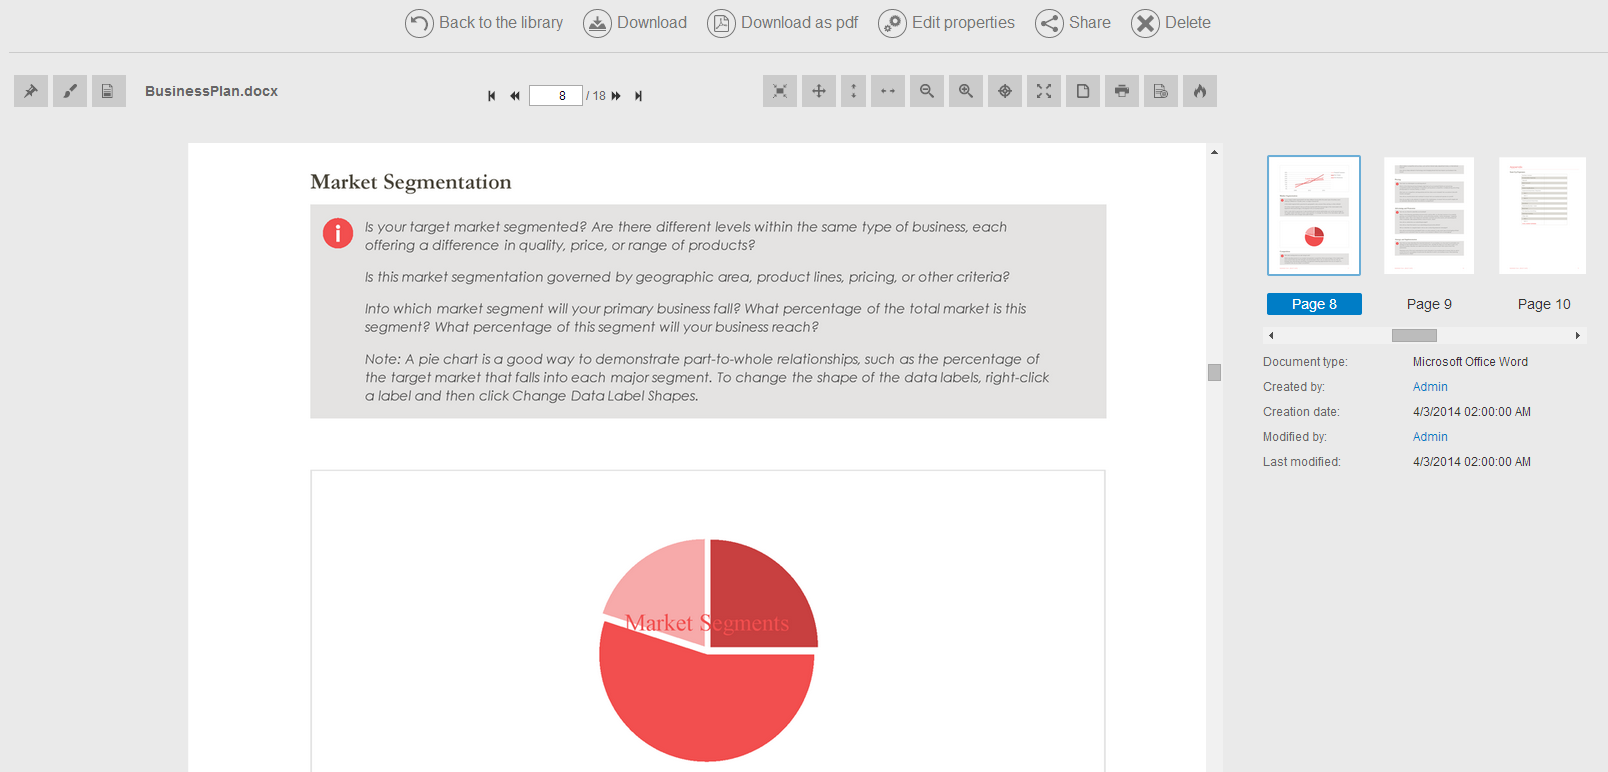 Back to the library Download Download as pdf Edit properties Share Delete
BusinessPlan.docx
8 / 18
Market Segmentation
Is your target market segmented? Are there different levels within the same type of business, each
offering a difference in quality, price, or range of products?
Is this market segmentation governed by geographic area, product lines, pricing, or other criteria?
Into which market segment will your primary business fall? What percentage of the total market is this
segment? What percentage of this segment will your business reach?
Note: A pie chart is a good way to demonstrate part-to-whole relationships, such as the percentage of
the target market that falls into each major segment. To change the shape of the data labels, right-click
a label and then click Change Data Label Shapes.
Market Segments
Page 8 Page 9 Page 10
Document type: Microsoft Office Word
Created by: Admin
Creation date: 4/3/2014 02:00:00 AM
Modified by: Admin
Last modified: 4/3/2014 02:00:00 AM